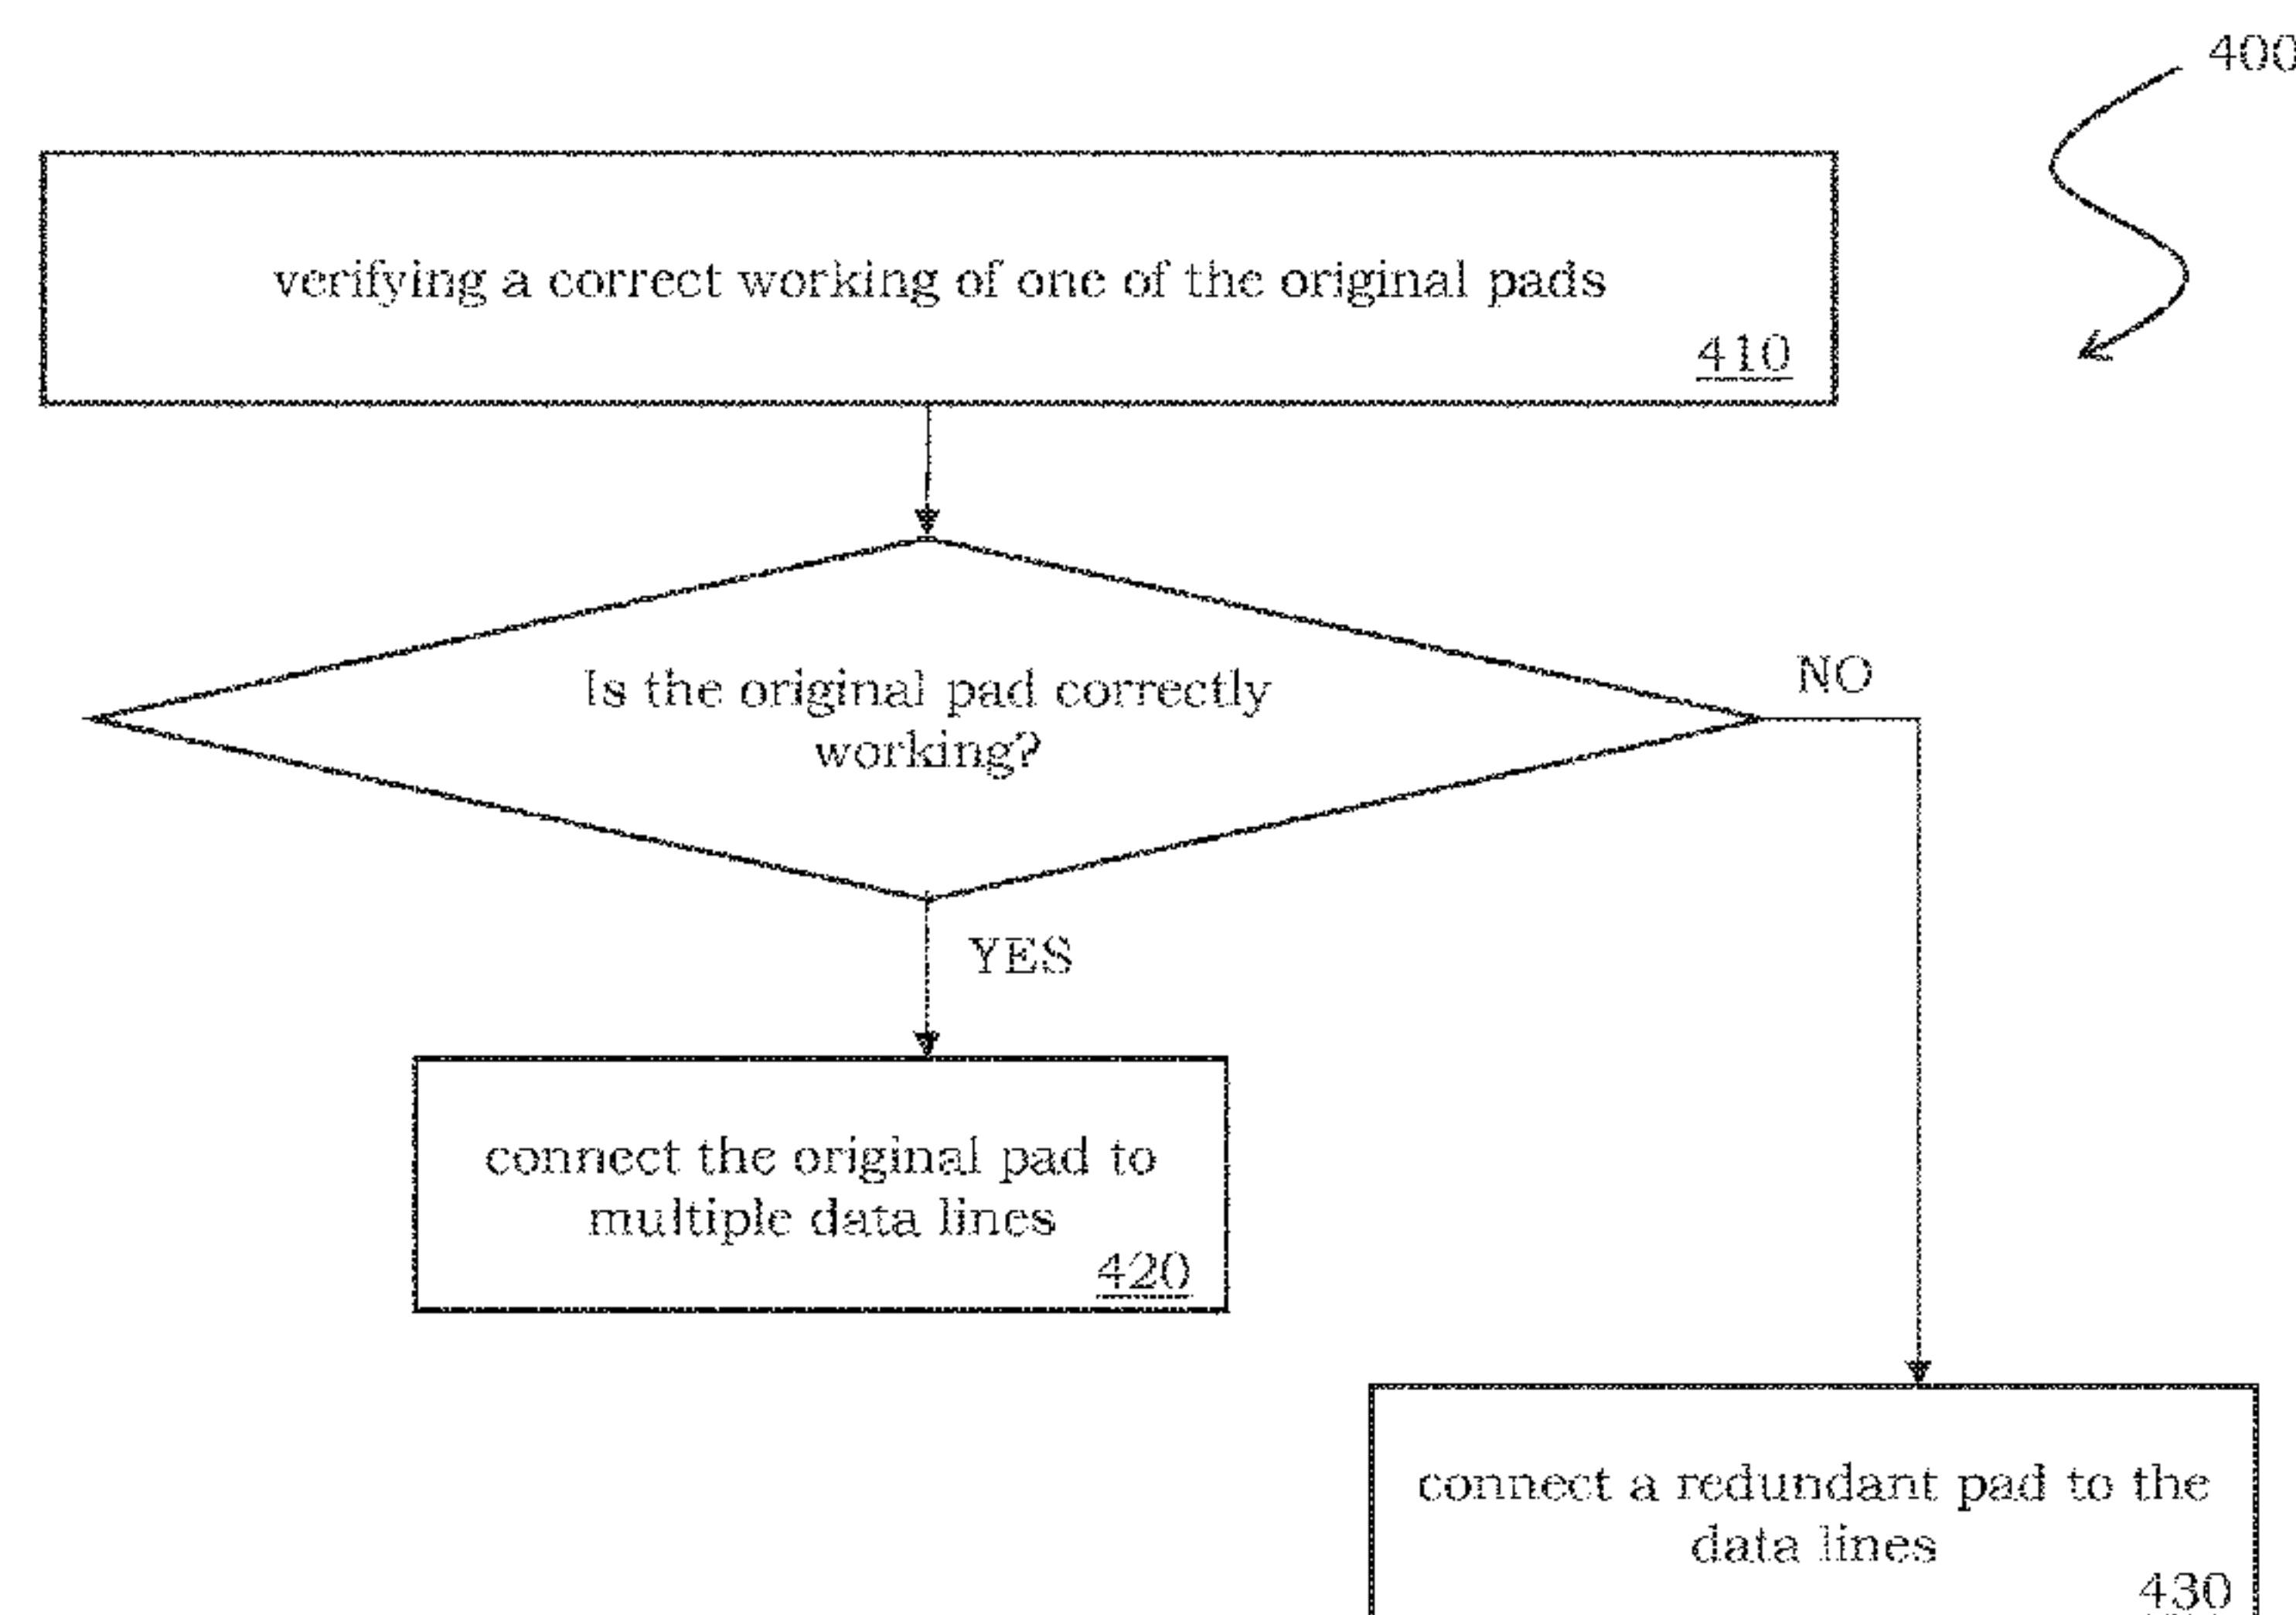 400
verifying a correct working of one of the original pads
410
Is the original pad correctly
working?
NO
YES
connect the original pad to
multiple data lines
420
connect a redundant pad to the
data lines
430